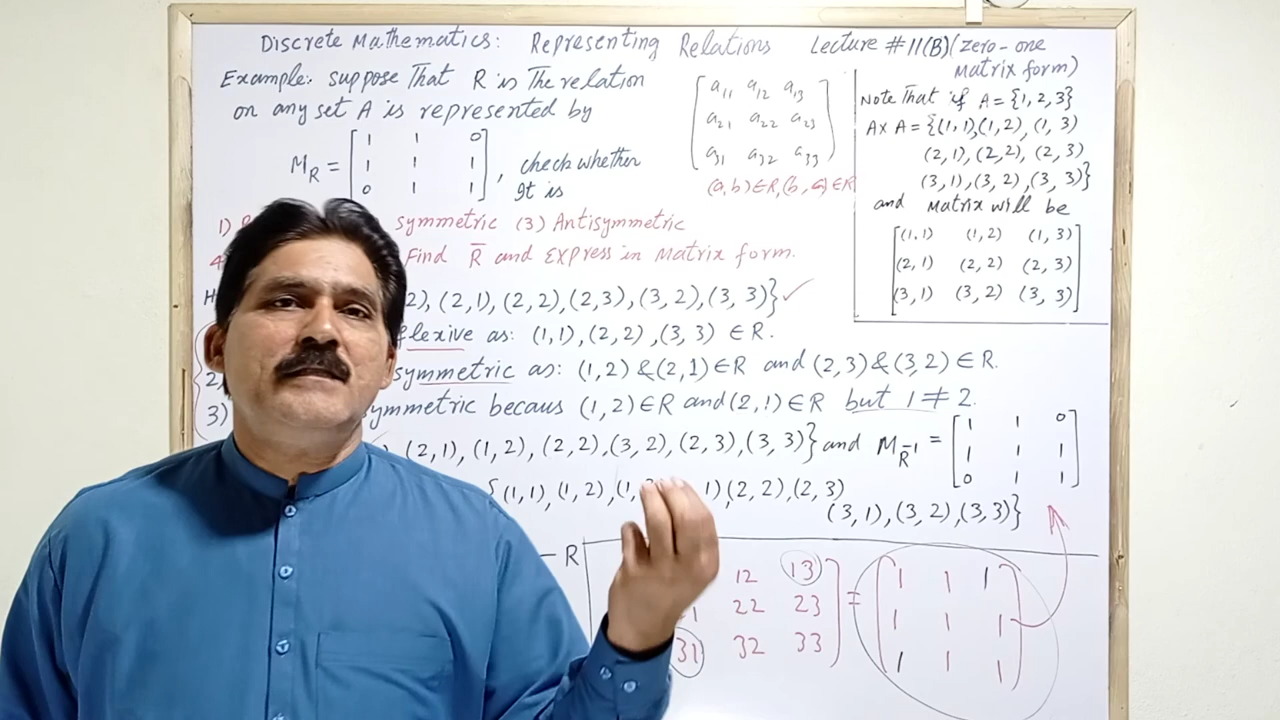 Discrete Mathematics: Representing Relations Lecture #11(B)(zero-one
Matrix form)
Example: suppose That R is The relation
on any set A is represented by
M_R = [ 1 1 0
1 1 1
0 1 1 ], check whether
It is
[ a11 a12 a13
a21 a22 a23
a31 a32 a33 ]
(a,b)∈R,(b,a)∈R
Note That if A = {1,2,3}
A x A = {(1,1),(1,2), (1,3)
(2,1), (2,2), (2,3)
(3,1),(3,2),(3,3)}
and Matrix will be
[(1,1) (1,2) (1,3)
(2,1) (2,2) (2,3)
(3,1) (3,2) (3,3)]
1) symmetric (3) Antisymmetric
4 Find R̄ and Express in Matrix form.
2), (2,1), (2,2), (2,3), (3,2), (3,3)} ✓
flexive as: (1,1), (2,2), (3,3) ∈ R.
2 symmetric as: (1,2) & (2,1) ∈ R and (2,3) & (3,2) ∈ R.
3) symmetric becaus (1,2) ∈ R and (2,1) ∈ R but 1 ≠ 2.
(2,1), (1,2), (2,2), (3,2), (2,3), (3,3)} and M_R̄¹ = [ 1 1 0
1 1 1
0 1 1 ]
{(1,1), (1,2), (1, 1) (2,2), (2,3)
(3,1), (3,2), (3,3)}
— R
12 13
1 22 23
31 32 33 ] = [ 1 1 1
1 1 1
1 1 1 ]